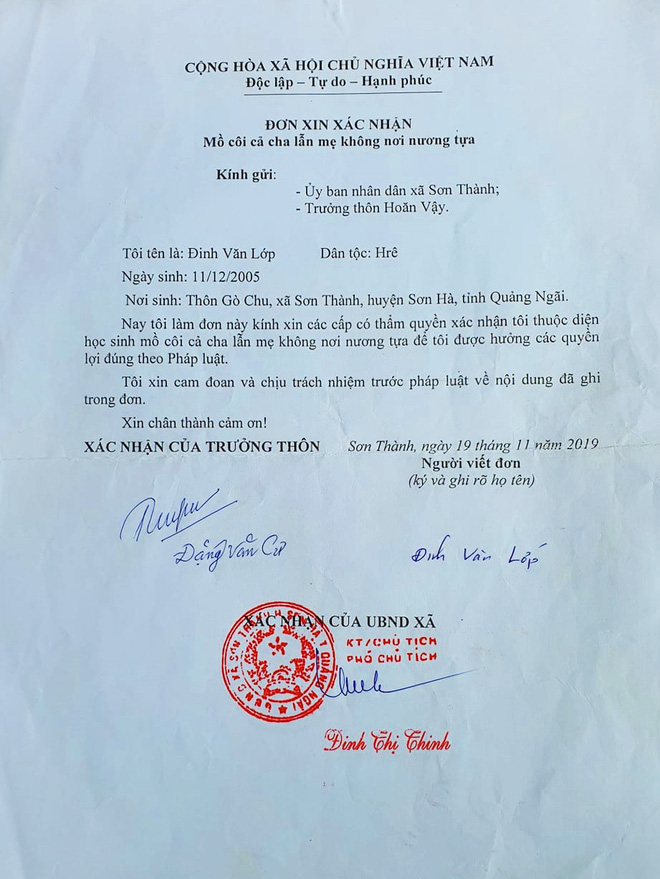 CỘNG HÒA XÃ HỘI CHỦ NGHĨA VIỆT NAM
Độc lập – Tự do – Hạnh phúc
ĐƠN XIN XÁC NHẬN
Mồ côi cả cha lẫn mẹ không nơi nương tựa
Kính gửi:
- Ủy ban nhân dân xã Sơn Thành;
- Trưởng thôn Hoăn Vậy.
Tôi tên là: Đinh Văn Lớp Dân tộc: Hrê
Ngày sinh: 11/12/2005
Nơi sinh: Thôn Gò Chu, xã Sơn Thành, huyện Sơn Hà, tỉnh Quảng Ngãi.
Nay tôi làm đơn này kính xin các cấp có thẩm quyền xác nhận tôi thuộc diện
học sinh mồ côi cả cha lẫn mẹ không nơi nương tựa để tôi được hưởng các quyền
lợi đúng theo Pháp luật.
Tôi xin cam đoan và chịu trách nhiệm trước pháp luật về nội dung đã ghi
trong đơn.
Xin chân thành cảm ơn!
XÁC NHẬN CỦA TRƯỞNG THÔN Sơn Thành, ngày 19 tháng 11 năm 2019
Người viết đơn
(ký và ghi rõ họ tên)
Đặng Văn Cư
Đinh Văn Lớp
XÁC NHẬN CỦA UBND XÃ
KT/CHỦ TỊCH
PHÓ CHỦ TỊCH
Đinh Thị Thinh